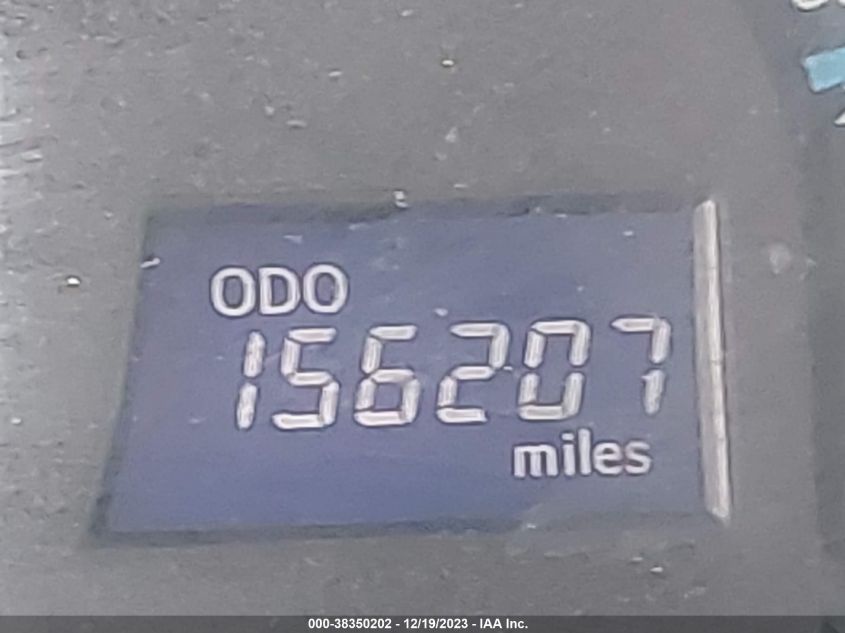 ODO
156207
miles
000-38350202 - 12/19/2023 - IAA Inc.